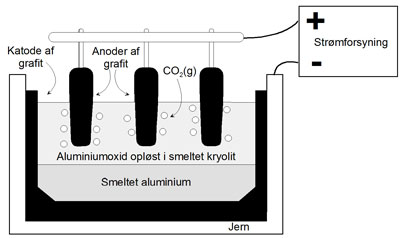 Katode af
grafit
Anoder af
grafit
CO₂(g)
+
Strømforsyning
-
Aluminiumoxid opløst i smeltet kryolit
Smeltet aluminium
Jern